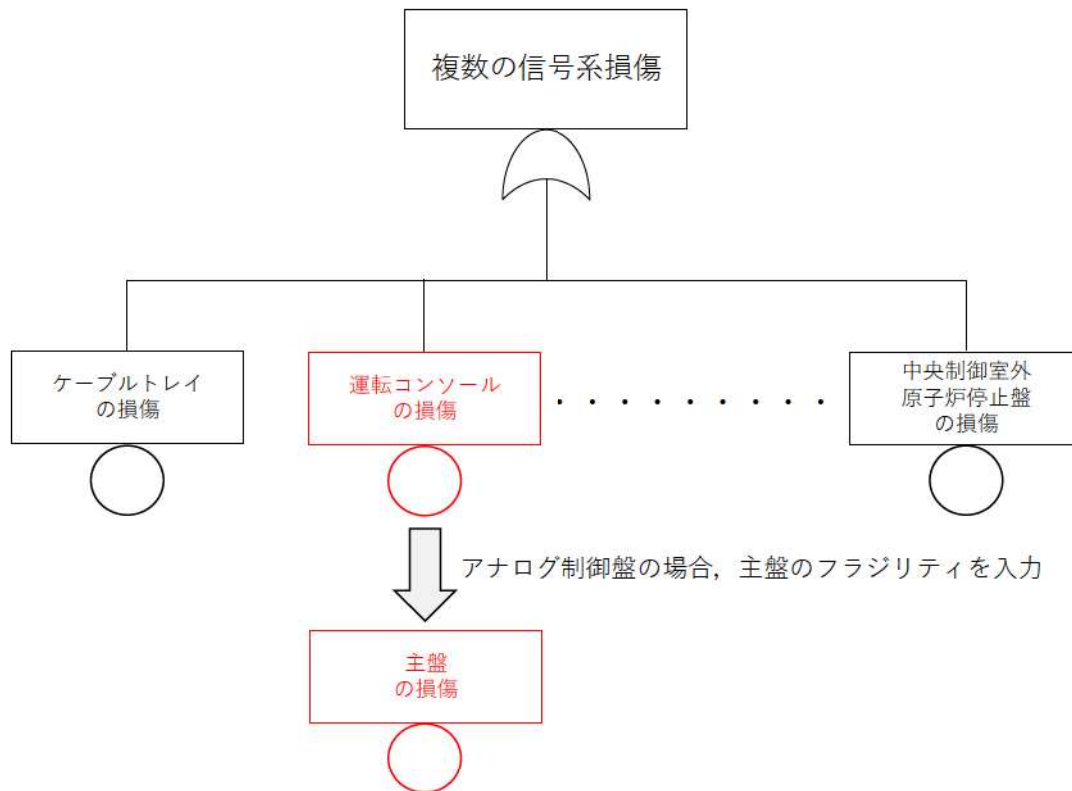 複数の信号系損傷
ケーブルトレイ
の損傷
運転コンソール
の損傷
・・・・・・・・・
中央制御室外
原子炉停止盤
の損傷
アナログ制御盤の場合，主盤のフラジリティを入力
主盤
の損傷